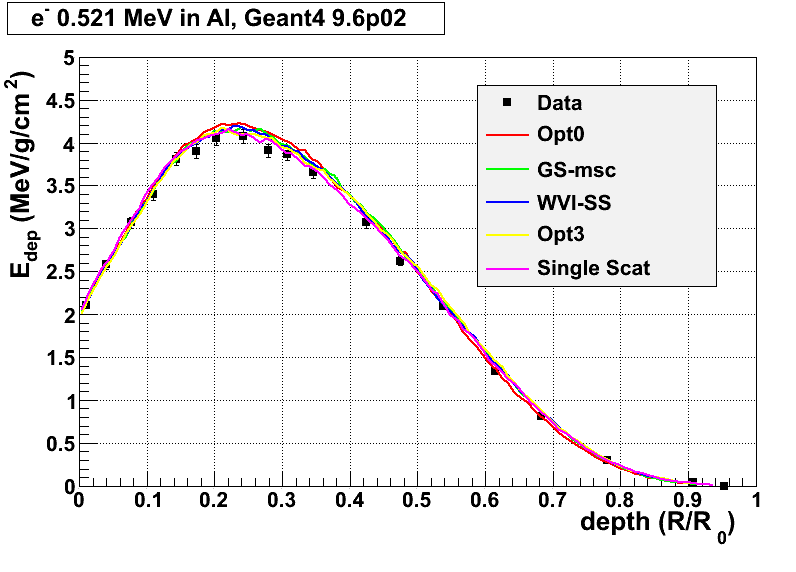 e- 0.521 MeV in Al, Geant4 9.6p02
Edep (MeV/g/cm2)
5
4.5
4
3.5
3
2.5
2
1.5
1
0.5
0
Data
Opt0
GS-msc
WVI-SS
Opt3
Single Scat
0 0.1 0.2 0.3 0.4 0.5 0.6 0.7 0.8 0.9 1
depth (R/R0)